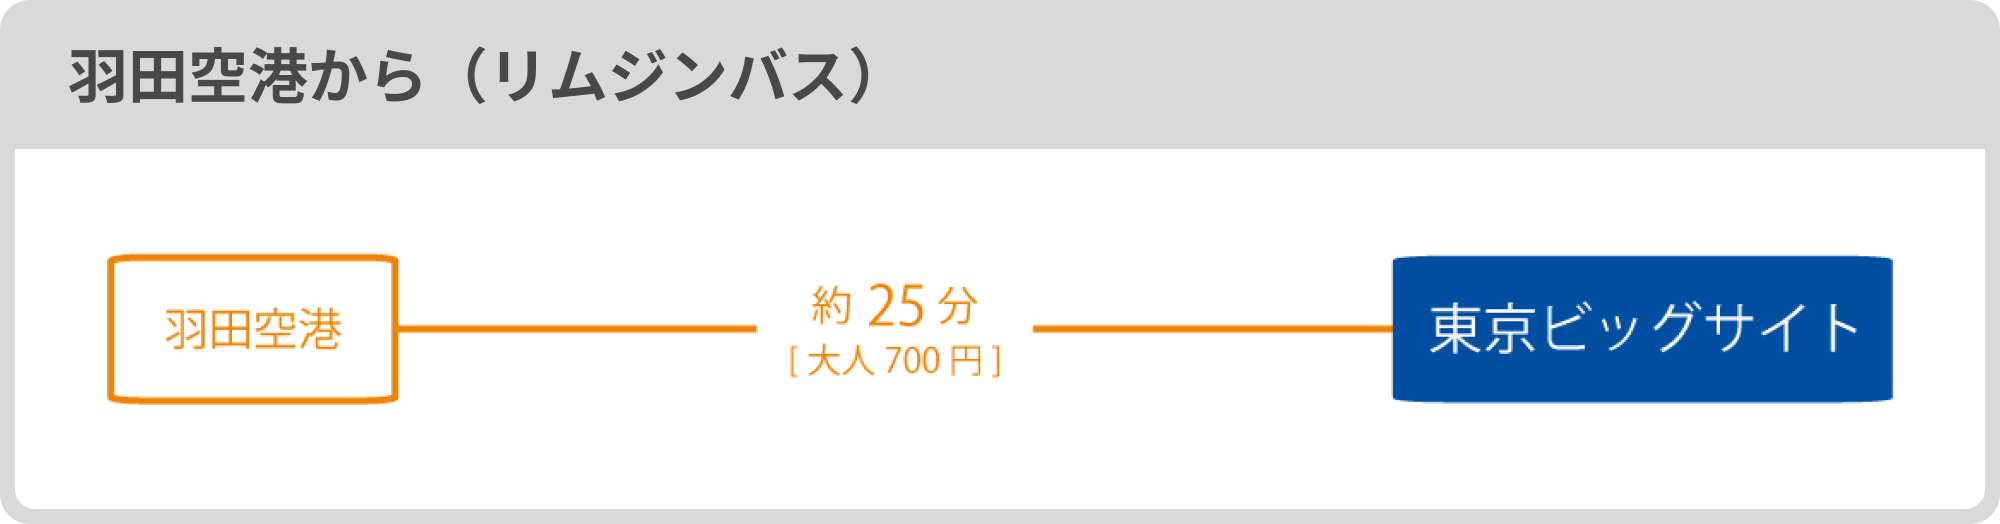 羽田空港から（リムジンバス）
羽田空港
約 25 分
[ 大人 700 円 ]
東京ビッグサイト